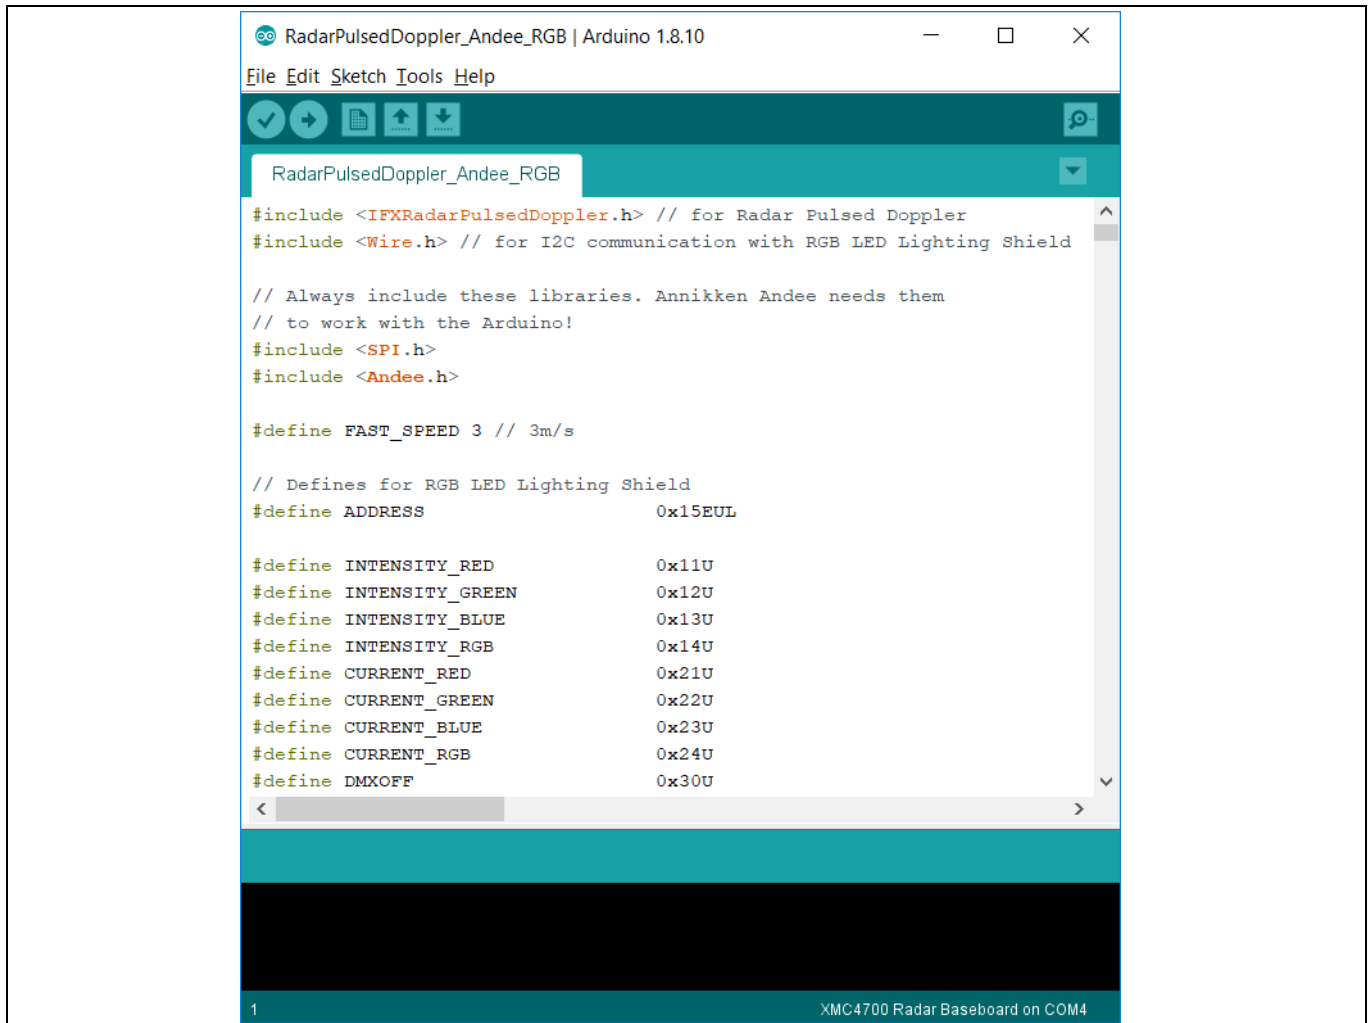 RadarPulsedDoppler_Andee_RGB | Arduino 1.8.10
File Edit Sketch Tools Help
RadarPulsedDoppler_Andee_RGB
#include <IFXRadarPulsedDoppler.h> // for Radar Pulsed Doppler
#include <Wire.h> // for I2C communication with RGB LED Lighting Shield
// Always include these libraries. Annikken Andee needs them
// to work with the Arduino!
#include <SPI.h>
#include <Andee.h>
#define FAST_SPEED 3 // 3m/s
// Defines for RGB LED Lighting Shield
#define ADDRESS 0x15EUL
#define INTENSITY_RED 0x11U
#define INTENSITY_GREEN 0x12U
#define INTENSITY_BLUE 0x13U
#define INTENSITY_RGB 0x14U
#define CURRENT_RED 0x21U
#define CURRENT_GREEN 0x22U
#define CURRENT_BLUE 0x23U
#define CURRENT_RGB 0x24U
#define DMXOFF 0x30U
1 XMC4700 Radar Baseboard on COM4